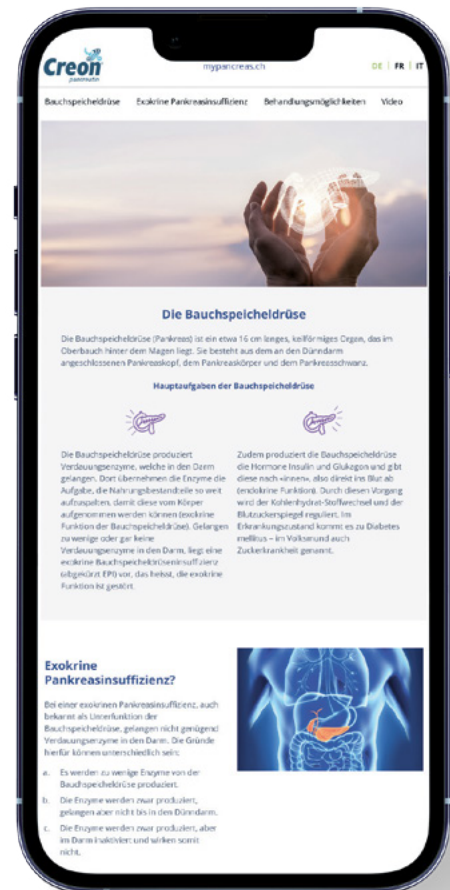 Creon
pankreatin
mypancreas.ch
DE | FR | IT
Bauchspeicheldrüse Exokrine Pankreasinsuffizienz Behandlungsmöglichkeiten Video
Die Bauchspeicheldrüse
Die Bauchspeicheldrüse (Pankreas) ist ein etwa 16 cm langes, keilförmiges Organ, das im
Oberbauch hinter dem Magen liegt. Sie besteht aus dem an den Dünndarm
angeschlossenen Pankreaskopf, dem Pankreaskörper und dem Pankreasschwanz.
Hauptaufgaben der Bauchspeicheldrüse
Die Bauchspeicheldrüse produziert
Verdauungsenzyme, welche in den Darm
gelangen. Dort übernehmen die Enzyme die
Aufgabe, die Nahrungsbestandteile so weit
aufzuspalten, damit diese vom Körper
aufgenommen werden können (exokrine
Funktion der Bauchspeicheldrüse). Gelangen
zu wenige oder gar keine
Verdauungsenzyme in den Darm, liegt eine
exokrine Bauchspeicheldrüseninsuffizienz
(abgekürzt EPI) vor, das heisst, die exokrine
Funktion ist gestört.
Zudem produziert die Bauchspeicheldrüse
die Hormone Insulin und Glukagon und gibt
diese nach «innen», also direkt ins Blut ab
(endokrine Funktion). Durch diesen Vorgang
wird der Kohlenhydrat-Stoffwechsel und der
Blutzuckerspiegel reguliert. Im
Erkrankungszustand kommt es zu Diabetes
mellitus – im Volksmund auch
Zuckerkrankheit genannt.
Exokrine
Pankreasinsuffizienz?
Bei einer exokrinen Pankreasinsuffizienz, auch
bekannt als Unterfunktion der
Bauchspeicheldrüse, gelangen nicht genügend
Verdauungsenzyme in den Darm. Die Gründe
hierfür können unterschiedlich sein:
a. Es werden zu wenige Enzyme von der
Bauchspeicheldrüse produziert.
b. Die Enzyme werden zwar produziert,
gelangen aber nicht bis in den Dünndarm.
c. Die Enzyme werden zwar produziert, aber
im Darm inaktiviert und wirken somit
nicht.